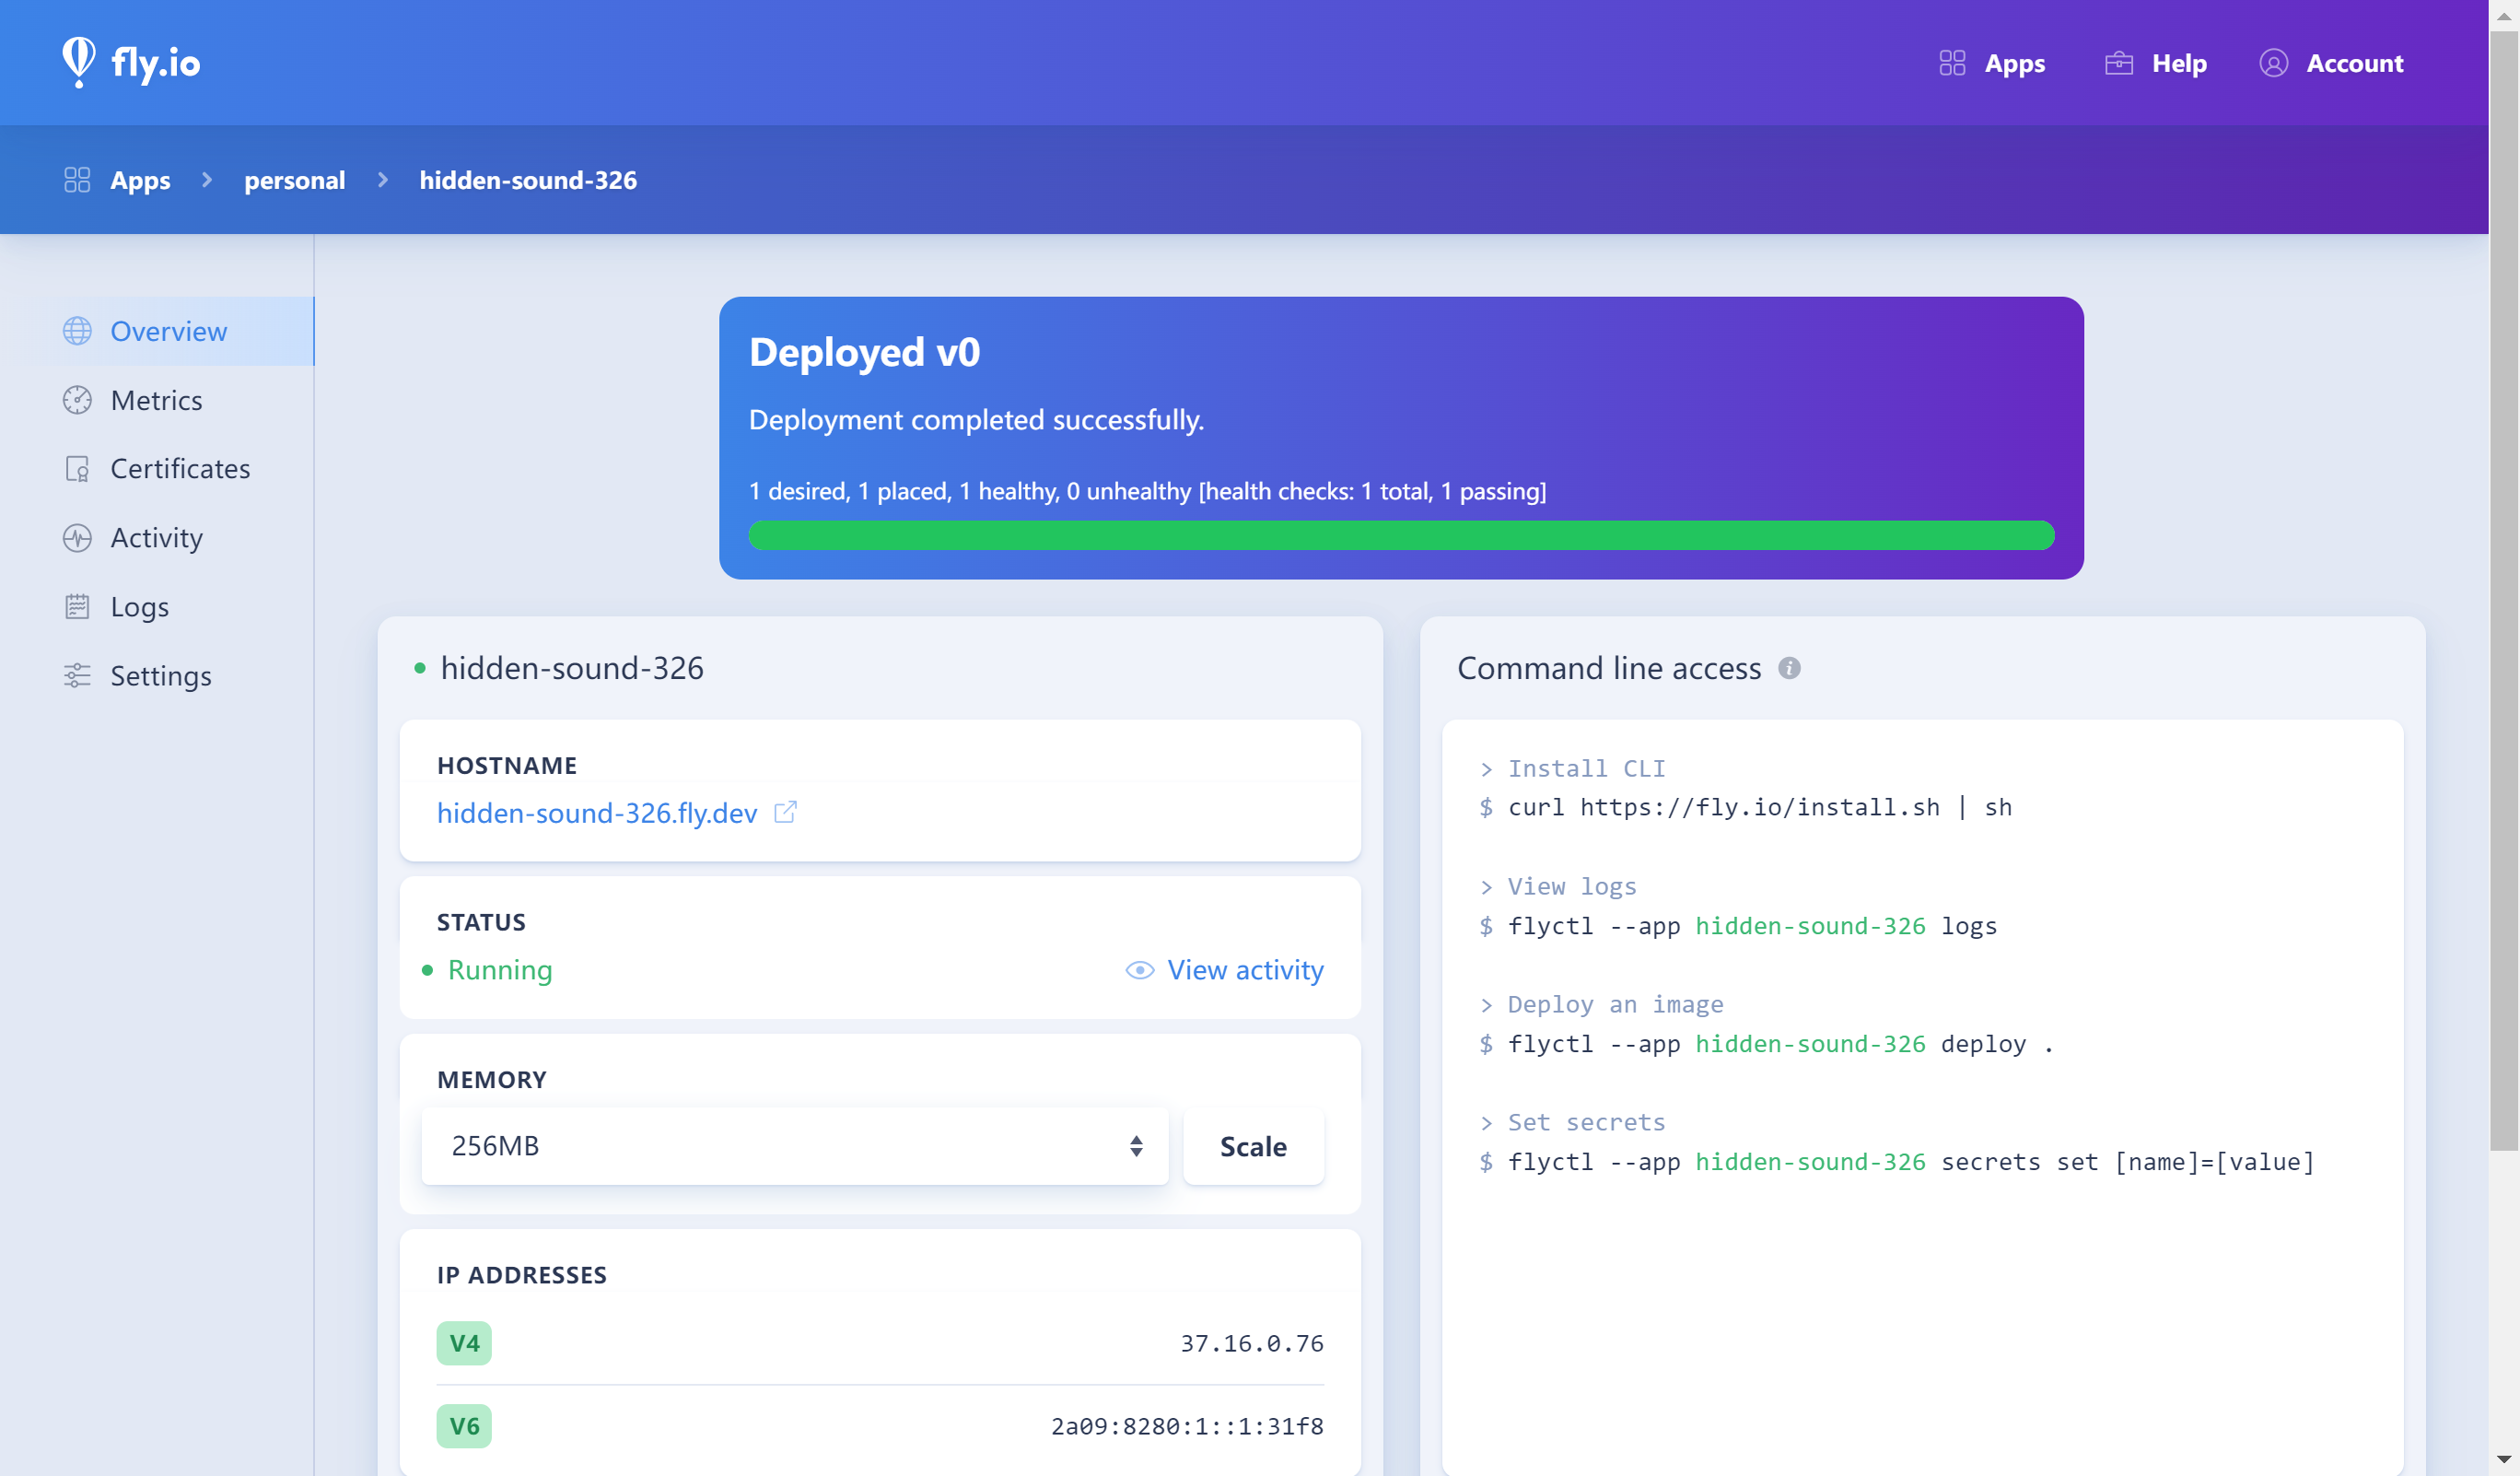 fly.io
Apps
Help
Account
Apps > personal > hidden-sound-326
Overview
Metrics
Certificates
Activity
Logs
Settings
Deployed v0
Deployment completed successfully.
1 desired, 1 placed, 1 healthy, 0 unhealthy [health checks: 1 total, 1 passing]
hidden-sound-326
HOSTNAME
hidden-sound-326.fly.dev
STATUS
Running
View activity
MEMORY
256MB
Scale
IP ADDRESSES
V4 37.16.0.76
V6 2a09:8280:1::1:31f8
Command line access
> Install CLI
$ curl https://fly.io/install.sh | sh
> View logs
$ flyctl --app hidden-sound-326 logs
> Deploy an image
$ flyctl --app hidden-sound-326 deploy .
> Set secrets
$ flyctl --app hidden-sound-326 secrets set [name]=[value]